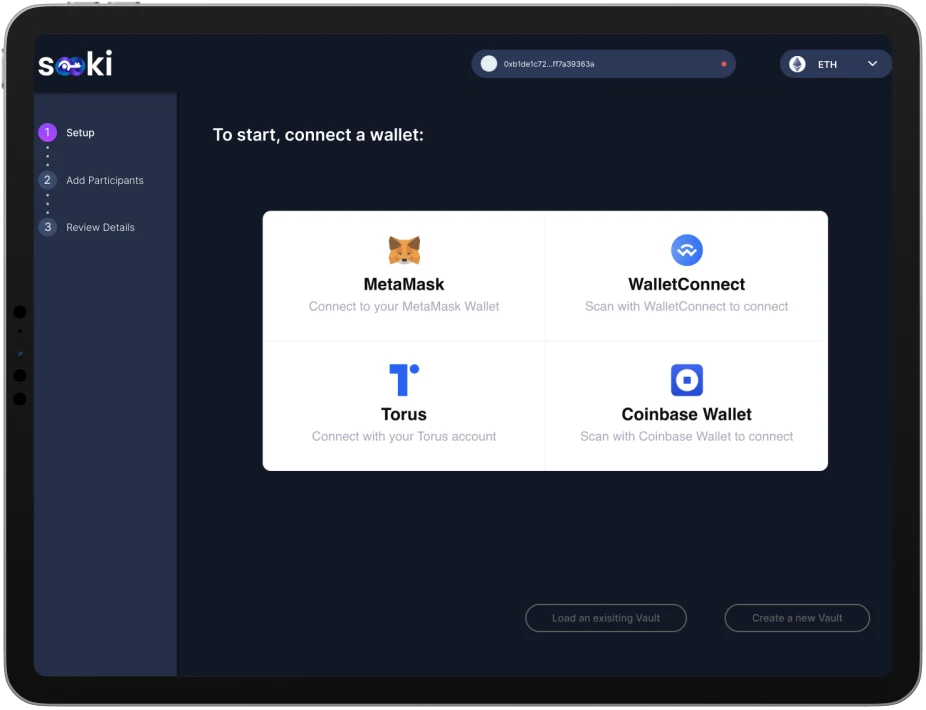 sooki
0xb1de1c72...ff7a39363a
ETH
1 Setup
2 Add Participants
3 Review Details
To start, connect a wallet:
MetaMask
Connect to your MetaMask Wallet
WalletConnect
Scan with WalletConnect to connect
Torus
Connect with your Torus account
Coinbase Wallet
Scan with Coinbase Wallet to connect
Load an exisiting Vault
Create a new Vault